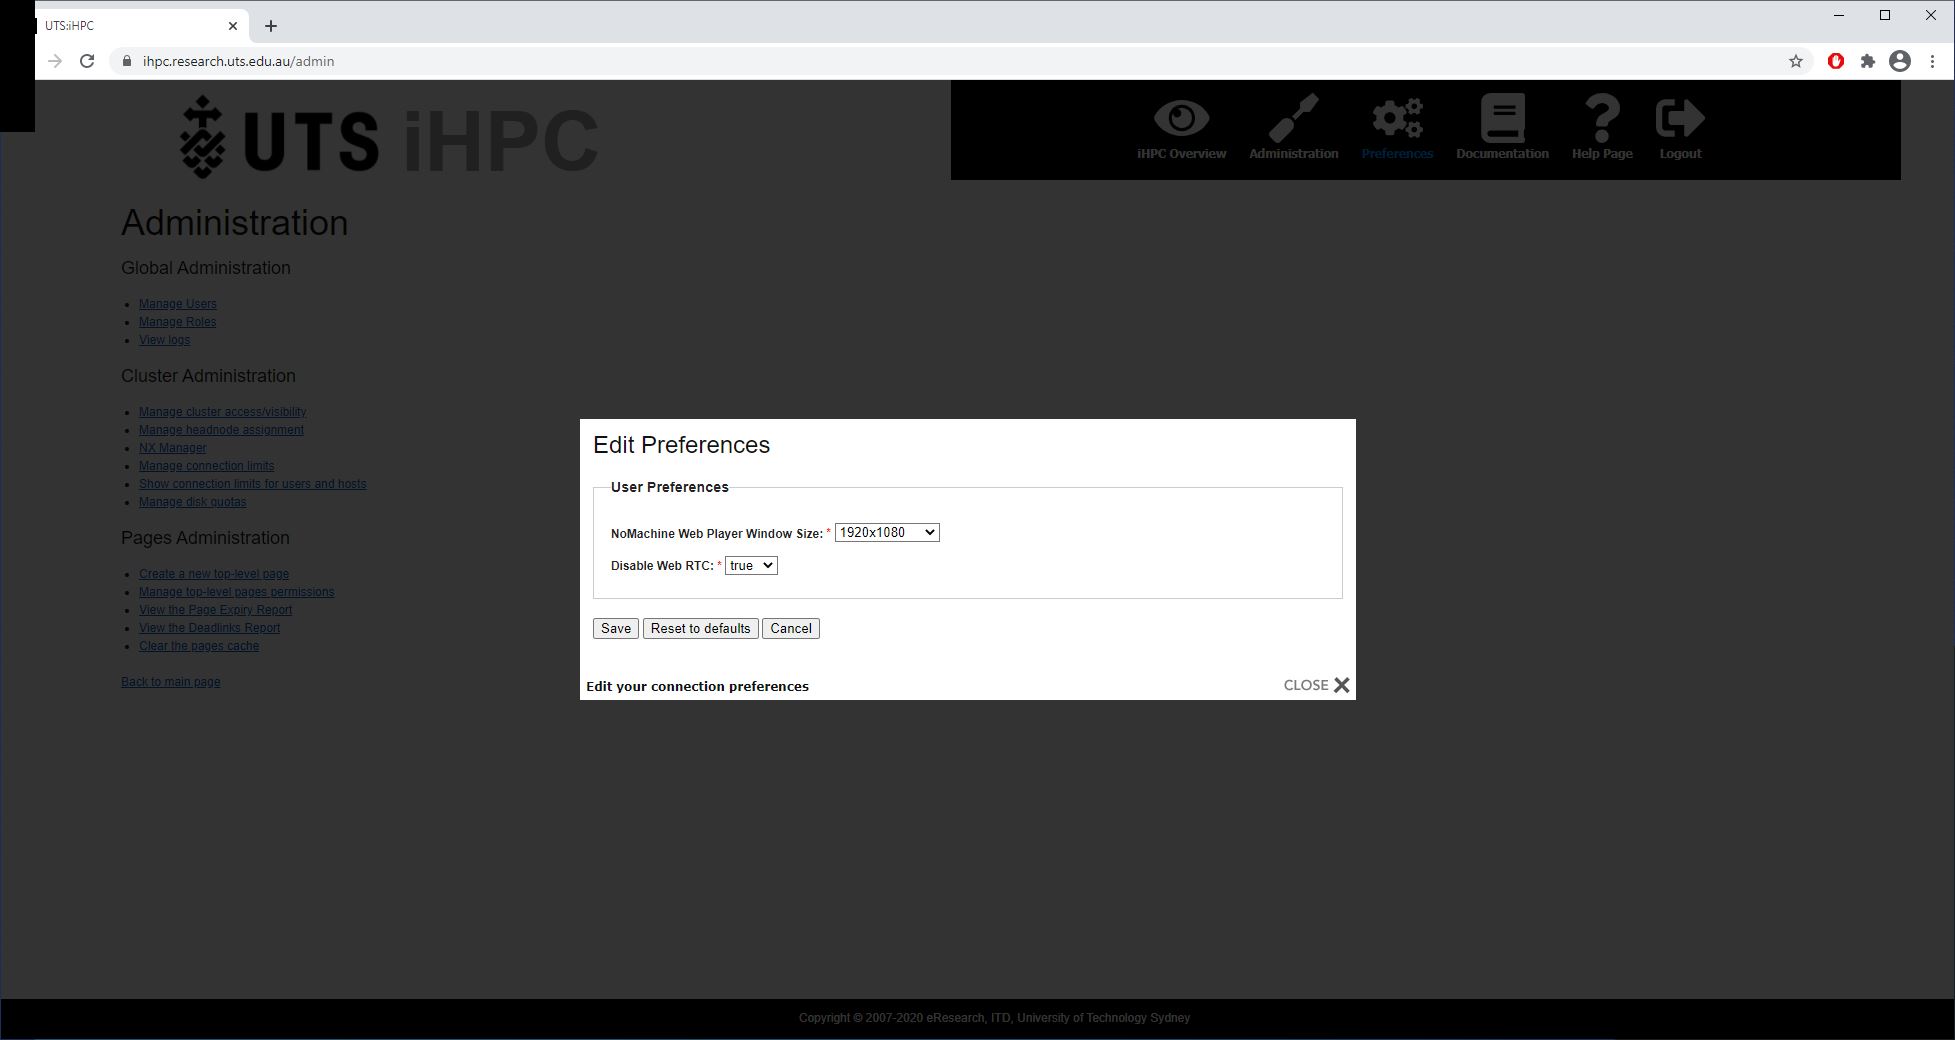 UTS:iHPC
ihpc.research.uts.edu.au/admin
UTS iHPC
iHPC Overview Administration Preferences Documentation Help Page Logout
Administration
Global Administration
Manage Users
Manage Roles
View logs
Cluster Administration
Manage cluster access/visibility
Manage headnode assignment
NX Manager
Manage connection limits
Show connection limits for users and hosts
Manage disk quotas
Pages Administration
Create a new top-level page
Manage top-level pages permissions
View the Page Expiry Report
View the Deadlinks Report
Clear the pages cache
Back to main page
Edit Preferences
User Preferences
NoMachine Web Player Window Size: * 1920x1080
Disable Web RTC: * true
Save Reset to defaults Cancel
Edit your connection preferences CLOSE
Copyright © 2007-2020 eResearch, ITD, University of Technology Sydney